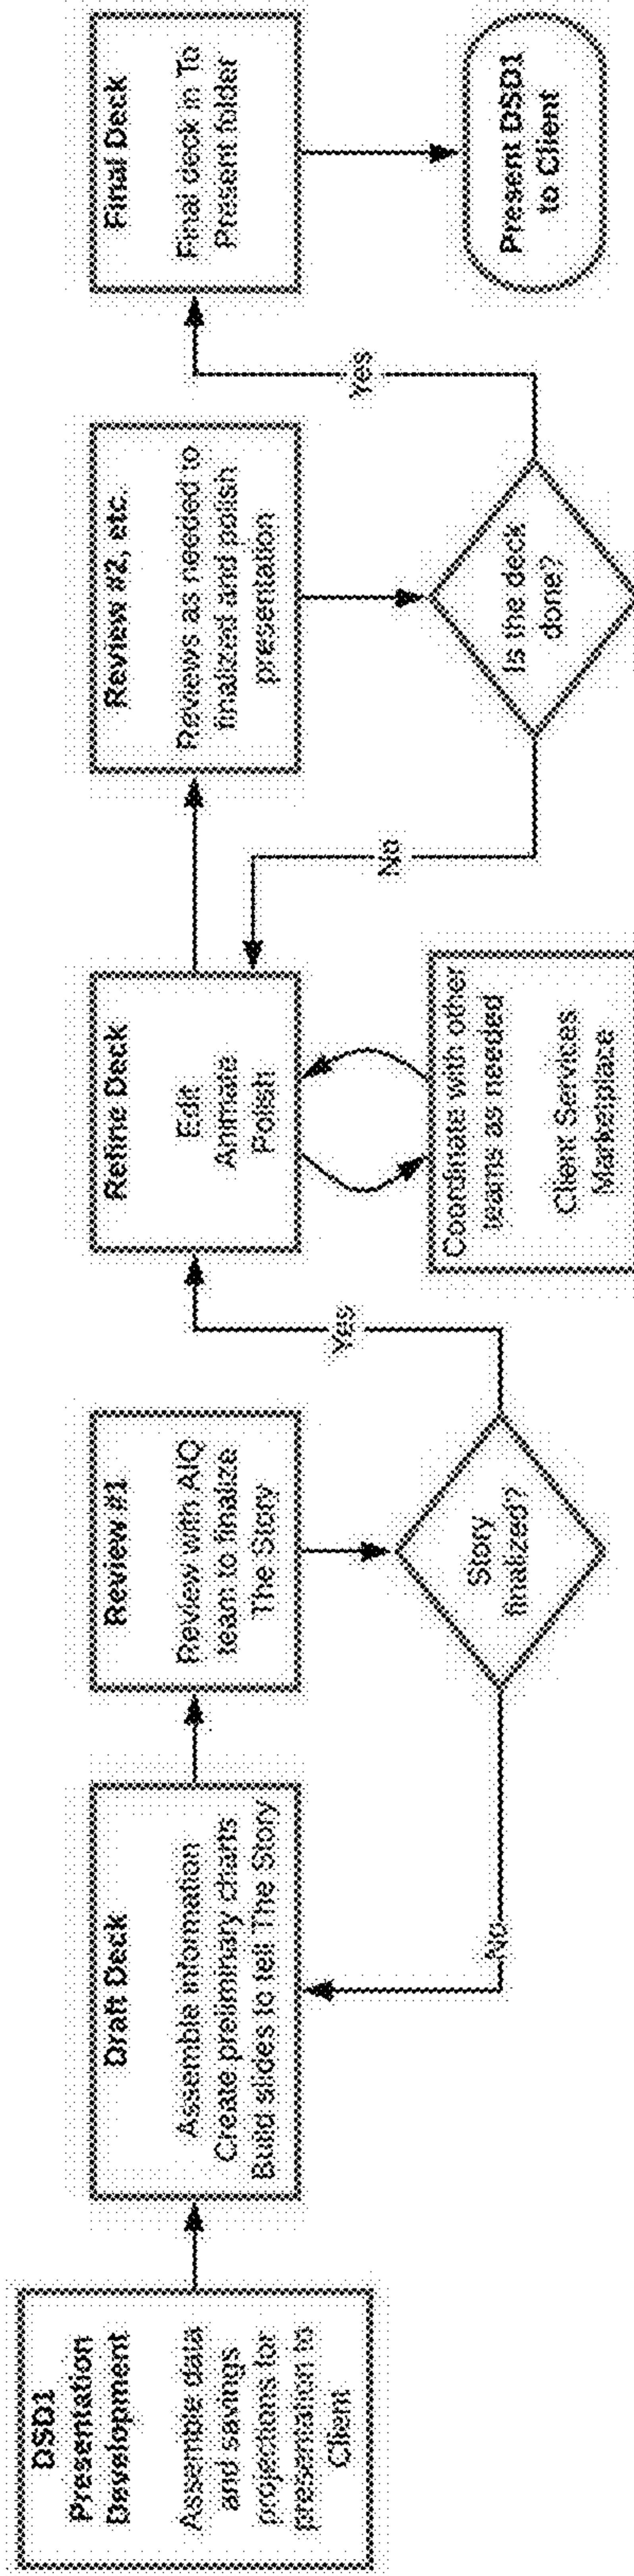 DSD1
Presentation
Development
Assemble data
and savings
projections for
presentation to
Client
Draft Deck
Assemble information
Create preliminary charts
Build slides to tell The Story
Review #1
Review with AIQ
team to finalize
The Story
Story
finalized?
No
Yes
Refine Deck
Edit
Animate
Polish
Coordinate with other
teams as needed
Client Services
Marketplace
Review #2, etc.
Reviews as needed to
finalized and polish
presentation
Is the deck
done?
No
Yes
Final Deck
Final deck in To
Present folder
Present DSD1
to Client